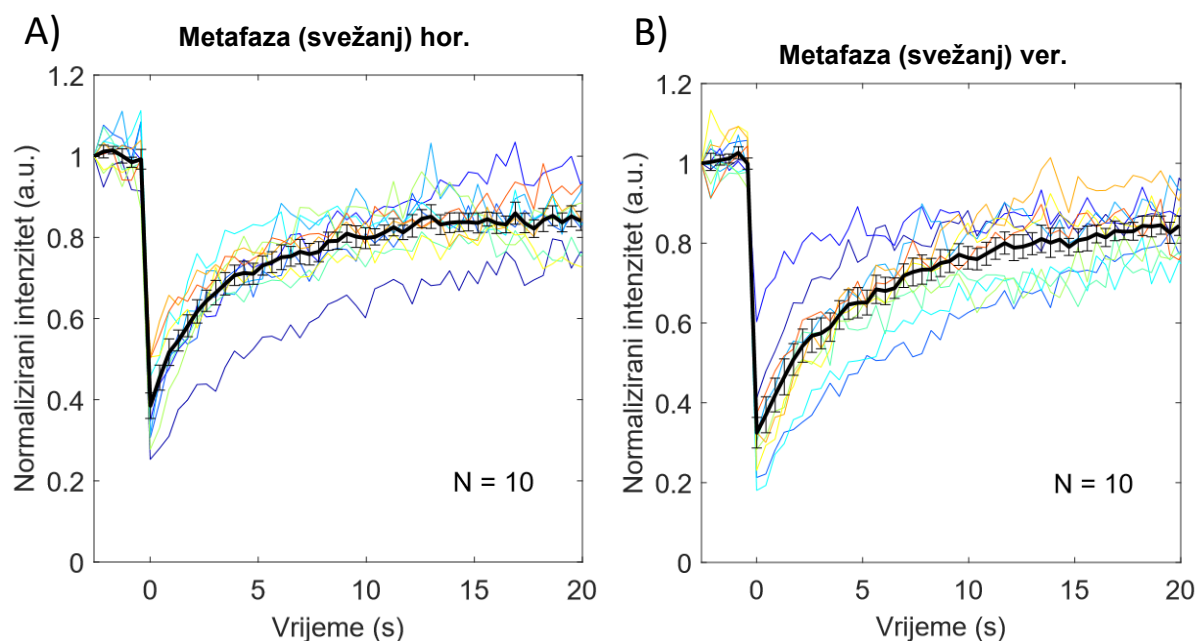 A)
Metafaza (svežanj) hor.
1.2
1
0.8
0.6
0.4
0.2
0
Normalizirani intenzitet (a.u.)
N = 10
0
5
10
15
20
Vrijeme (s)
B)
Metafaza (svežanj) ver.
1.2
1
0.8
0.6
0.4
0.2
0
Normalizirani intenzitet (a.u.)
N = 10
0
5
10
15
20
Vrijeme (s)